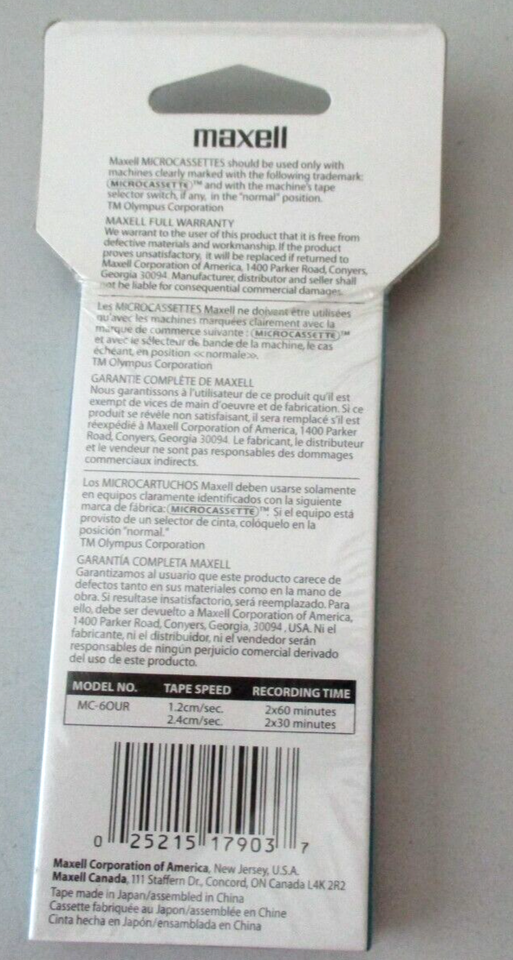 maxell
Maxell MICROCASSETTES should be used only with
machines clearly marked with the following trademark:
MICROCASSETTE™ and with the machine's tape
selector switch, if any, in the "normal" position.
TM Olympus Corporation
MAXELL FULL WARRANTY
We warrant to the user of this product that it is free from
defective materials and workmanship. If the product
proves unsatisfactory, it will be replaced if returned to
Maxell Corporation of America, 1400 Parker Road, Conyers,
Georgia 30094. Manufacturer, distributor and seller shall
not be liable for consequential commercial damages.
Les MICROCASSETTES Maxell ne doivent être utilisées
qu'avec les machines marquées clairement avec la
marque de commerce suivante : MICROCASSETTE™
et avec le sélecteur de bande de la machine, le cas
échéant, en position «normale».
TM Olympus Corporation
GARANTIE COMPLÈTE DE MAXELL
Nous garantissons à l'utilisateur de ce produit qu'il est
exempt de vices de main d'oeuvre et de fabrication. Si ce
produit se révèle non satisfaisant, il sera remplacé s'il est
réexpédié à Maxell Corporation of America, 1400 Parker
Road, Conyers, Georgia 30094. Le fabricant, le distributeur
et le vendeur ne sont pas responsables des dommages
commerciaux indirects.
Los MICROCARTUCHOS Maxell deben usarse solamente
en equipos claramente identificados con la siguiente
marca de fábrica: MICROCASSETTE™. Si el equipo está
provisto de un selector de cinta, colóquelo en la
posición "normal."
TM Olympus Corporation
GARANTÍA COMPLETA MAXELL
Garantizamos al usuario que este producto carece de
defectos tanto en sus materiales como en la mano de
obra. Si resultase insatisfactorio, será reemplazado. Para
ello, debe ser devuelto a Maxell Corporation of America,
1400 Parker Road, Conyers, Georgia, 30094, USA. Ni el
fabricante, ni el distribuidor, ni el vendedor serán
responsables de ningún perjuicio comercial derivado
del uso de este producto.
MODEL NO. TAPE SPEED RECORDING TIME
MC-60UR 1.2cm/sec. 2x60 minutes
2.4cm/sec. 2x30 minutes
0 25215 17903 7
Maxell Corporation of America, New Jersey, U.S.A.
Maxell Canada, 111 Staffern Dr., Concord, ON Canada L4K 2R2
Tape made in Japan/assembled in China
Cassette fabriquée au Japon/assemblée en Chine
Cinta hecha en Japón/ensamblada en China